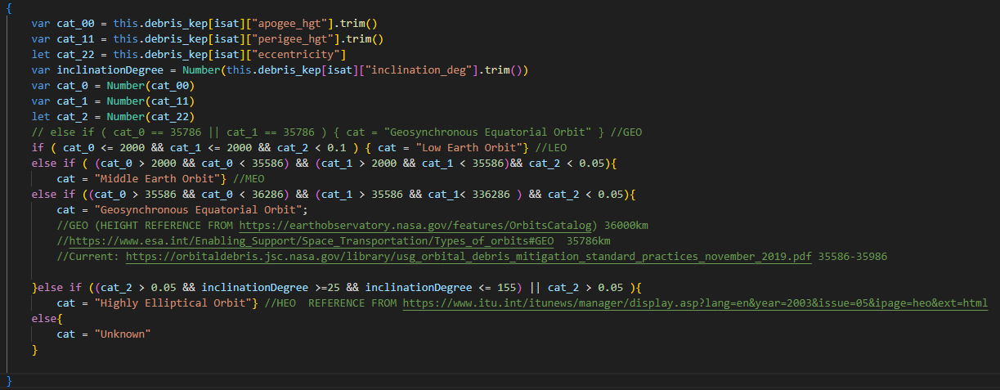 {
var cat_00 = this.debris_kep[isat]["apogee_hgt"].trim()
var cat_11 = this.debris_kep[isat]["perigee_hgt"].trim()
let cat_22 = this.debris_kep[isat]["eccentricity"]
var inclinationDegree = Number(this.debris_kep[isat]["inclination_deg"].trim())
var cat_0 = Number(cat_00)
var cat_1 = Number(cat_11)
let cat_2 = Number(cat_22)
// else if ( cat_0 == 35786 || cat_1 == 35786 ) { cat = "Geosynchronous Equatorial Orbit" } //GEO
if ( cat_0 <= 2000 && cat_1 <= 2000 && cat_2 < 0.1 ) { cat = "Low Earth Orbit"} //LEO
else if ( (cat_0 > 2000 && cat_0 < 35586) && (cat_1 > 2000 && cat_1 < 35586)&& cat_2 < 0.05){
cat = "Middle Earth Orbit"} //MEO
else if ((cat_0 > 35586 && cat_0 < 36286) && (cat_1 > 35586 && cat_1< 336286 ) && cat_2 < 0.05){
cat = "Geosynchronous Equatorial Orbit";
//GEO (HEIGHT REFERENCE FROM https://earthobservatory.nasa.gov/features/OrbitsCatalog) 36000km
//https://www.esa.int/Enabling_Support/Space_Transportation/Types_of_orbits#GEO  35786km
//Current: https://orbitaldebris.jsc.nasa.gov/library/usg_orbital_debris_mitigation_standard_practices_november_2019.pdf 35586-35986
}else if ((cat_2 > 0.05 && inclinationDegree >=25 && inclinationDegree <= 155) || cat_2 > 0.05 ){
cat = "Highly Elliptical Orbit"} //HEO  REFERENCE FROM https://www.itu.int/itunews/manager/display.asp?lang=en&year=2003&issue=05&ipage=heo&ext=html
else{
cat = "Unknown"
}
}